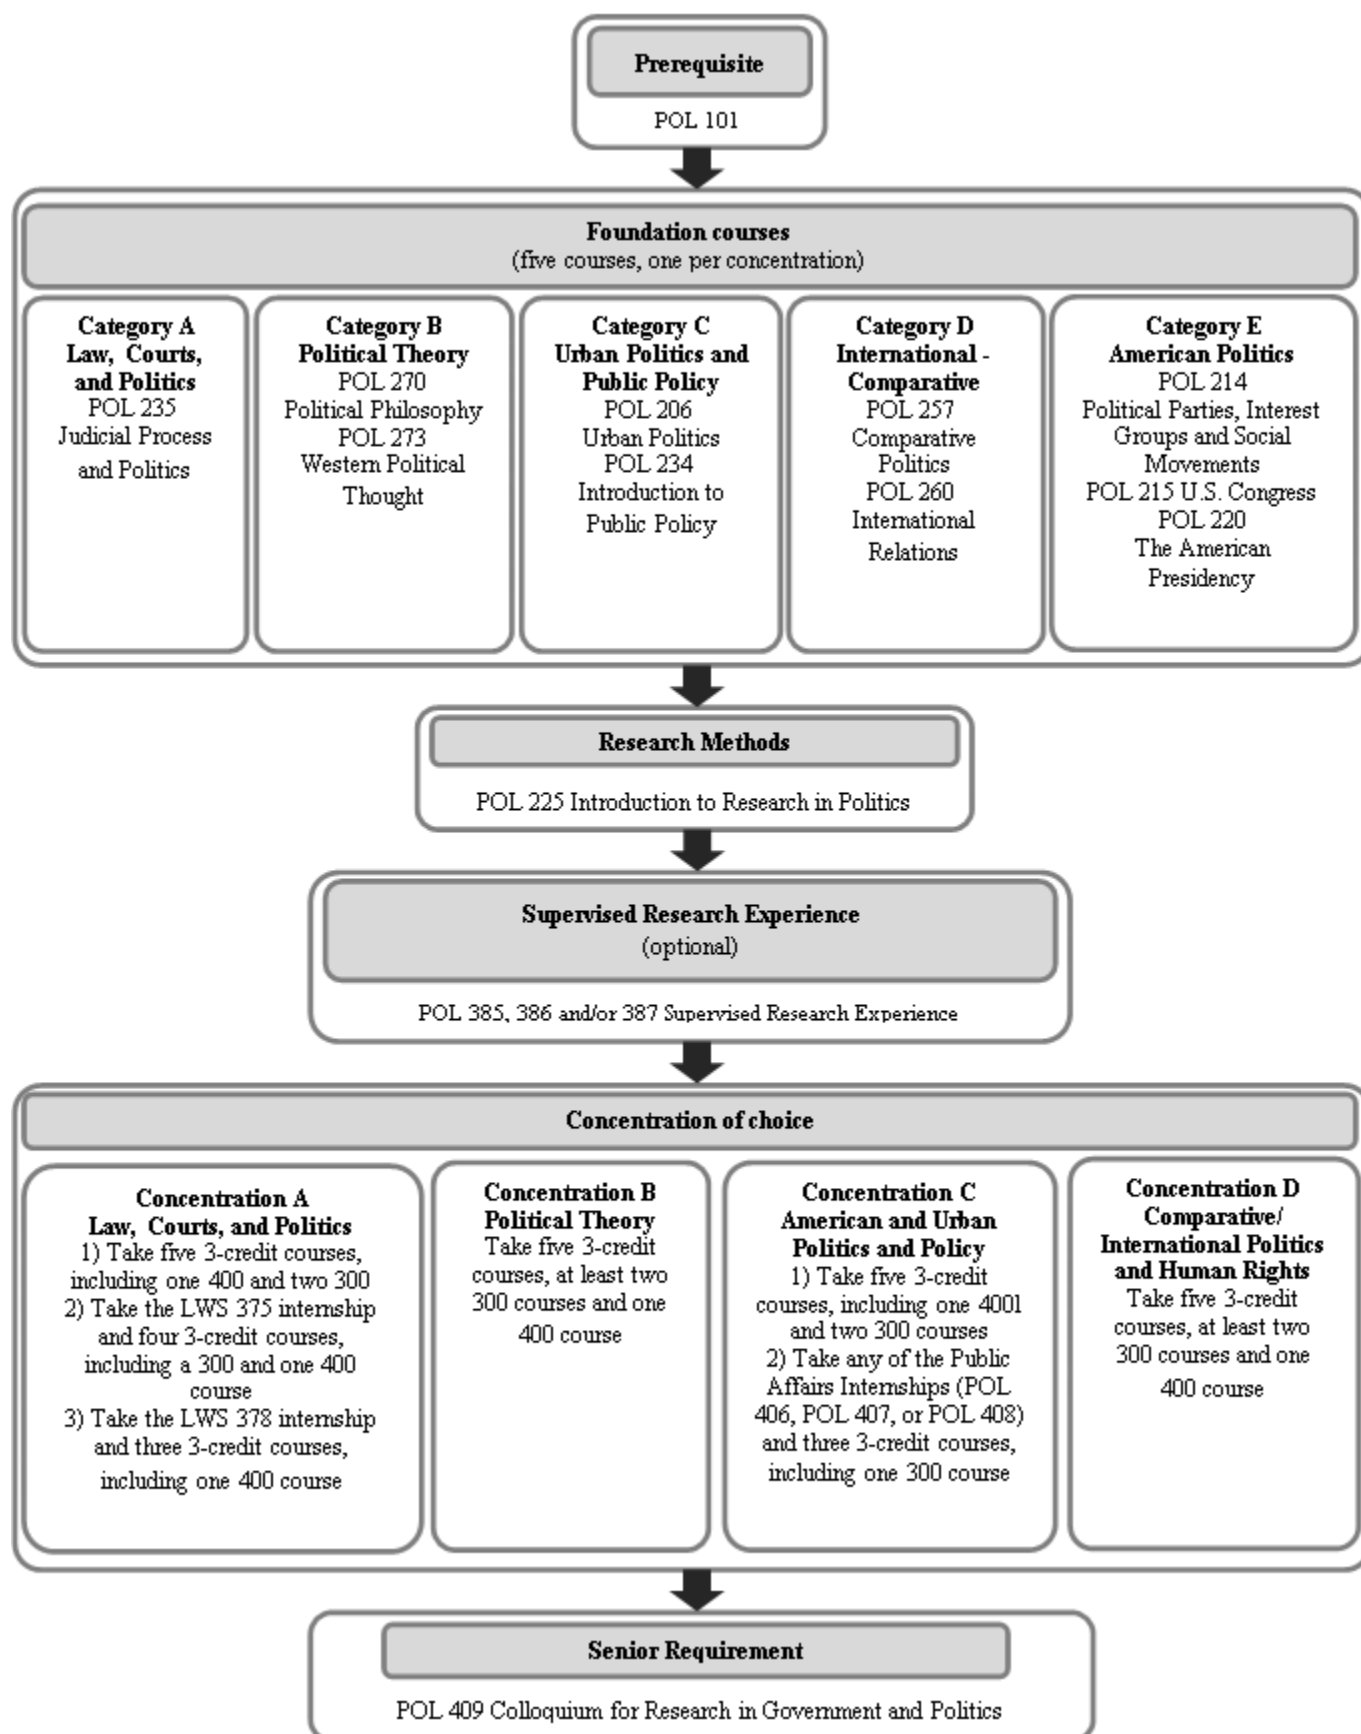 Prerequisite
POL 101
Foundation courses
(five courses, one per concentration)
Category A
Law, Courts,
and Politics
POL 235
Judicial Process
and Politics
Category B
Political Theory
POL 270
Political Philosophy
POL 273
Western Political
Thought
Category C
Urban Politics and
Public Policy
POL 206
Urban Politics
POL 234
Introduction to
Public Policy
Category D
International -
Comparative
POL 257
Comparative
Politics
POL 260
International
Relations
Category E
American Politics
POL 214
Political Parties, Interest
Groups and Social
Movements
POL 215 U.S. Congress
POL 220
The American
Presidency
Research Methods
POL 225 Introduction to Research in Politics
Supervised Research Experience
(optional)
POL 385, 386 and/or 387 Supervised Research Experience
Concentration of choice
Concentration A
Law, Courts, and Politics
1) Take five 3-credit courses,
including one 400 and two 300
2) Take the LWS 375 internship
and four 3-credit courses,
including a 300 and one 400
course
3) Take the LWS 378 internship
and three 3-credit courses,
including one 400 course
Concentration B
Political Theory
Take five 3-credit
courses, at least two
300 courses and one
400 course
Concentration C
American and Urban
Politics and Policy
1) Take five 3-credit
courses, including one 400l
and two 300 courses
2) Take any of the Public
Affairs Internships (POL
406, POL 407, or POL 408)
and three 3-credit courses,
including one 300 course
Concentration D
Comparative/
International Politics
and Human Rights
Take five 3-credit
courses, at least two
300 courses and one
400 course
Senior Requirement
POL 409 Colloquium for Research in Government and Politics